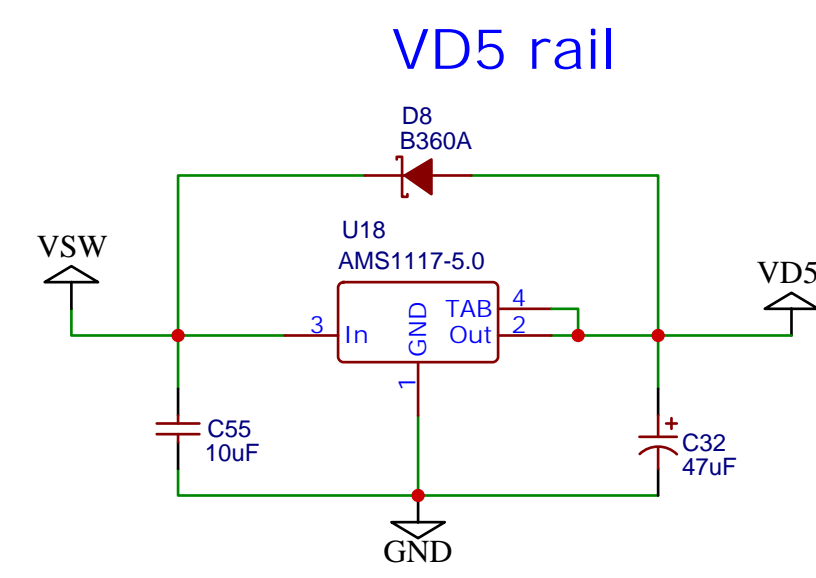 VD5 rail
D8
B360A
U18
AMS1117-5.0
VSW
VD5
3 In GND TAB 4
Out 2
1
C55
10uF
+
C32
47uF
GND